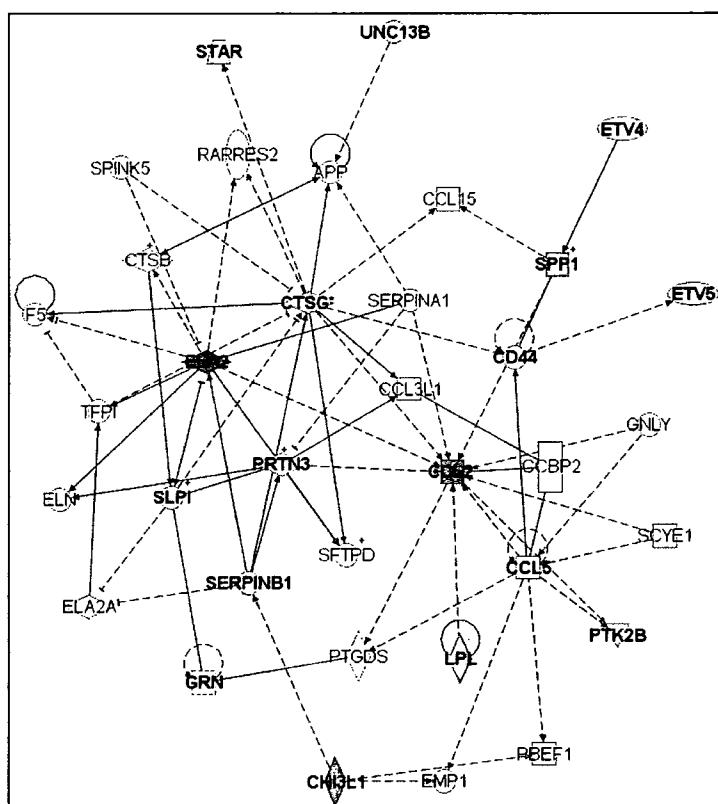 UNC13B
STAR
ETV4
RARRES2
SPINK5
APP
CCL15
CTSB
SPP1
ETV5
CTSG*
SERPINA1
F5
CD44
CCL3L1
TFPI
GNLY
PRTN3
CCBP2
ELN
SLPI
SCYE1
SFTPD
CCL5
SERPINB1
ELA2A
PTK2B
PTGDS
LPL
GRN
PBEF1
CHI3L1
EMP1